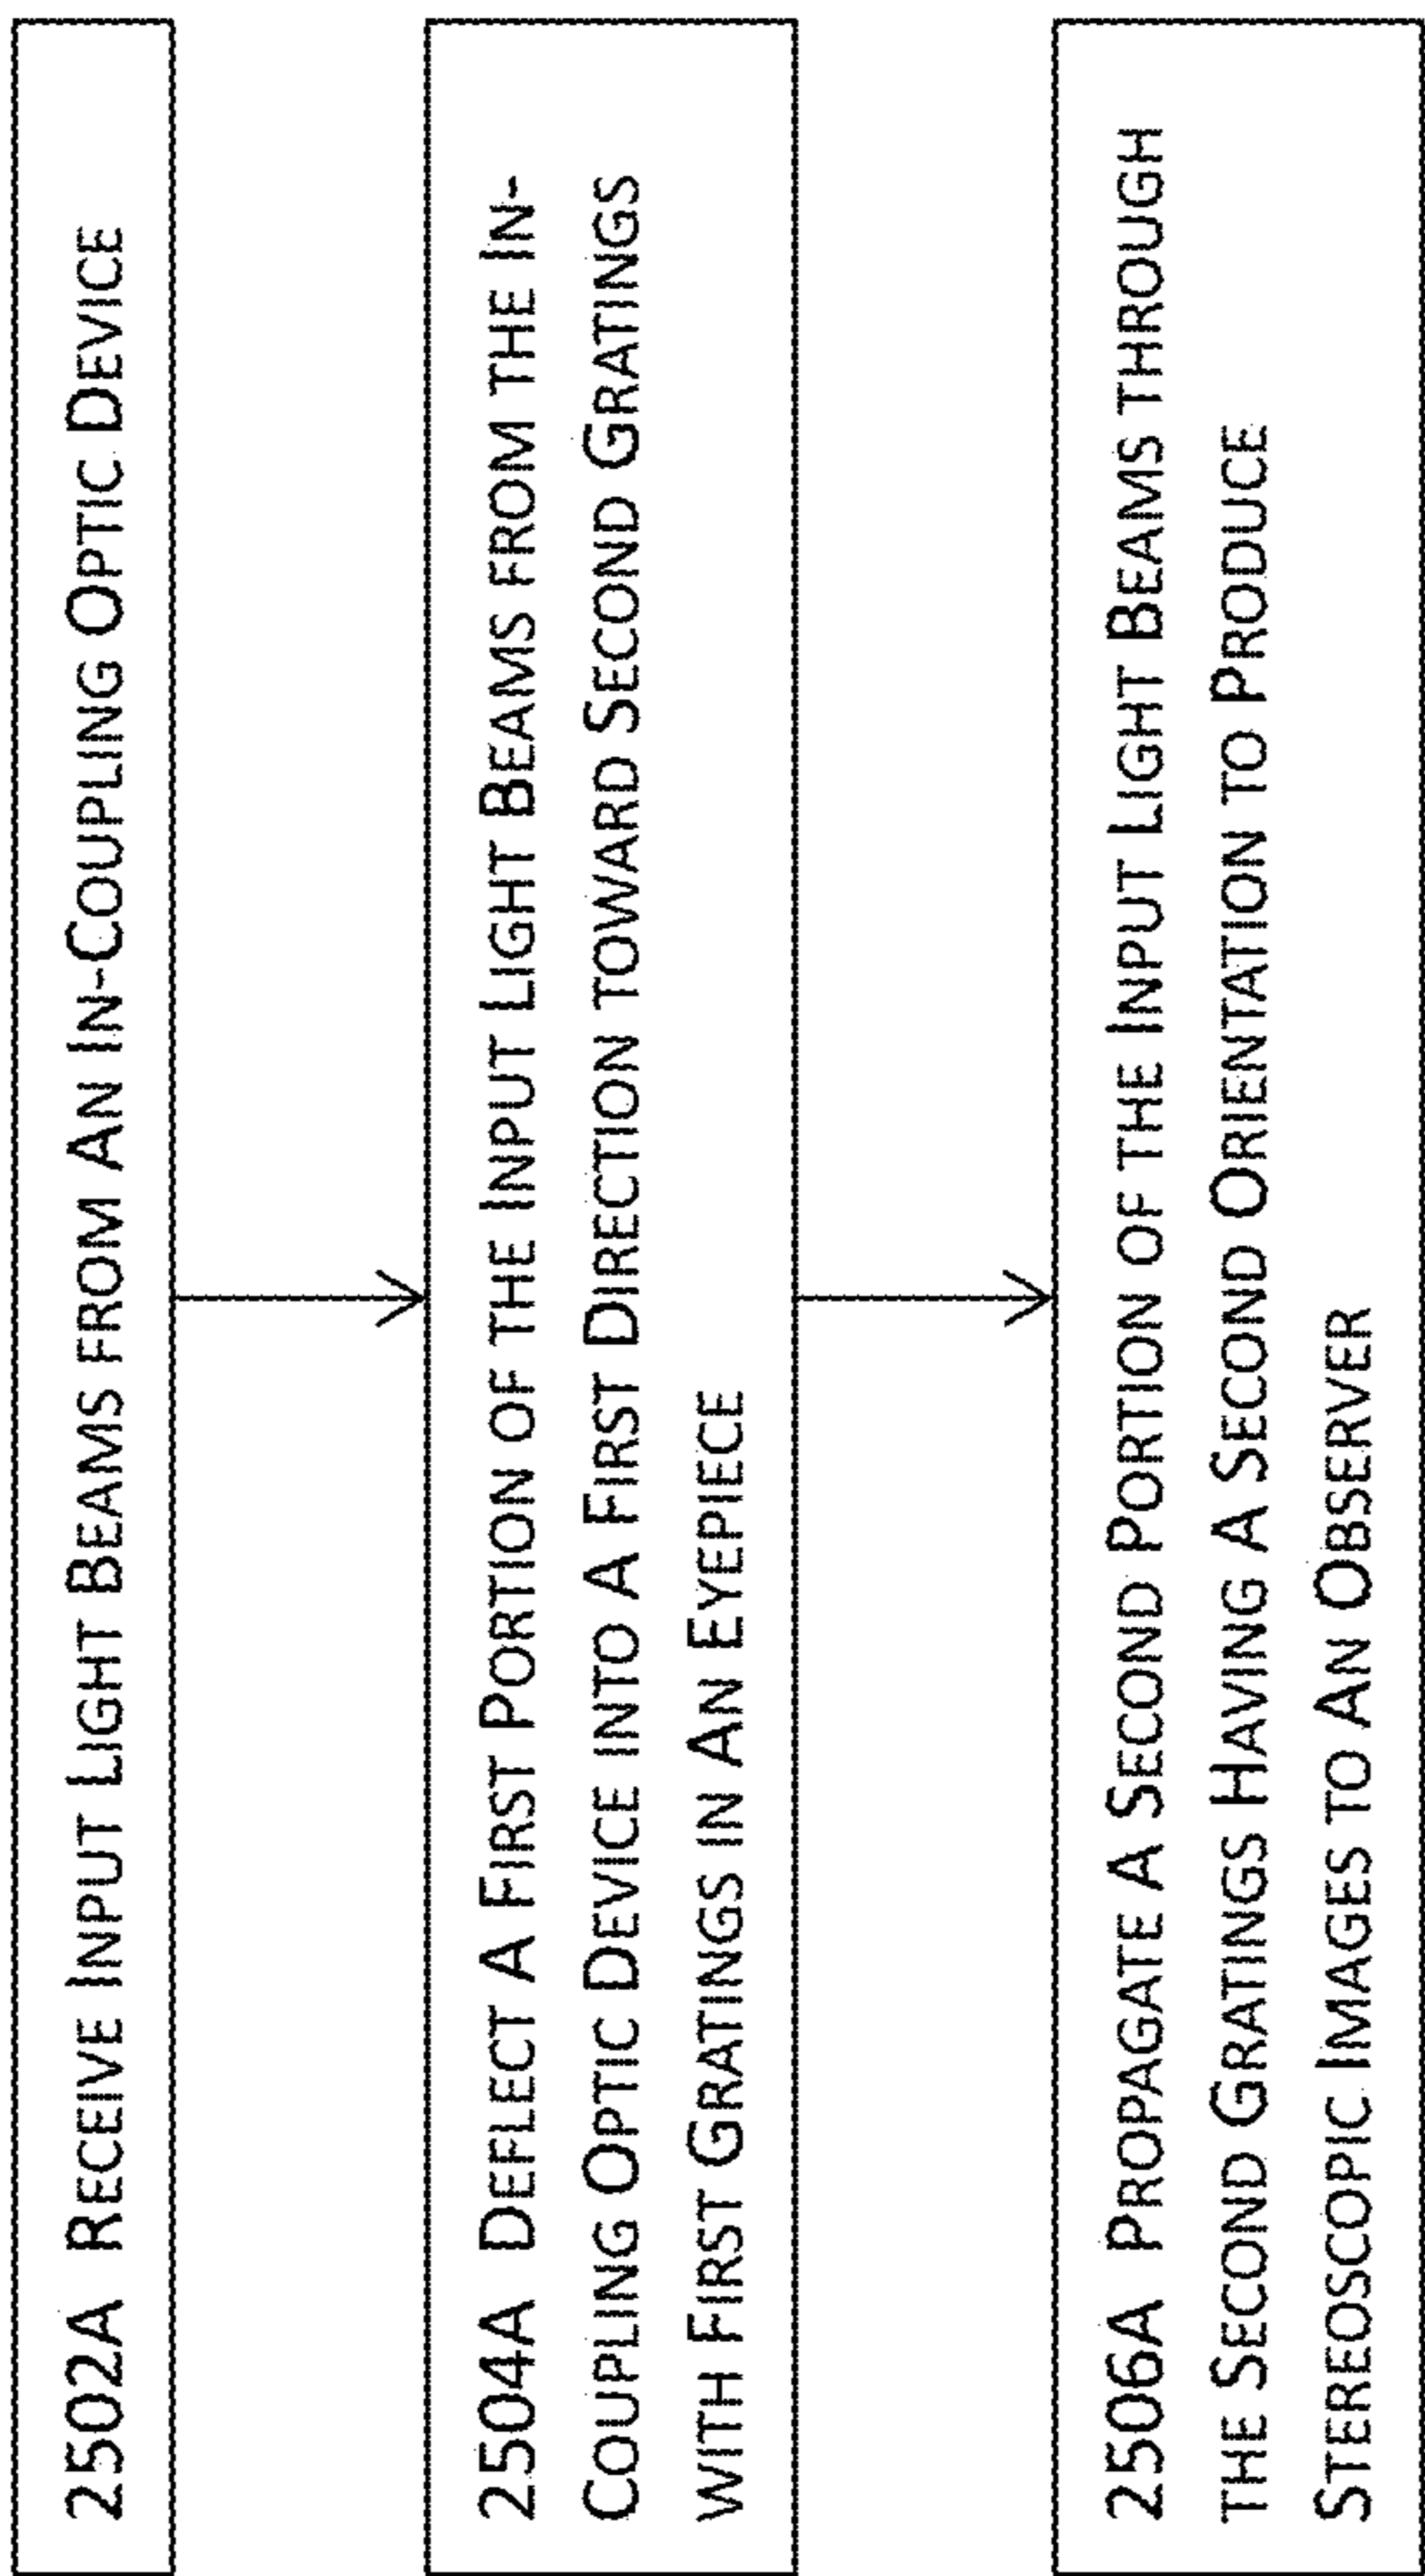 2502A RECEIVE INPUT LIGHT BEAMS FROM AN IN-COUPLING OPTIC DEVICE
2504A DEFLECT A FIRST PORTION OF THE INPUT LIGHT BEAMS FROM THE IN-
COUPLING OPTIC DEVICE INTO A FIRST DIRECTION TOWARD SECOND GRATINGS
WITH FIRST GRATINGS IN AN EYEPIECE
2506A PROPAGATE A SECOND PORTION OF THE INPUT LIGHT BEAMS THROUGH
THE SECOND GRATINGS HAVING A SECOND ORIENTATION TO PRODUCE
STEREOSCOPIC IMAGES TO AN OBSERVER